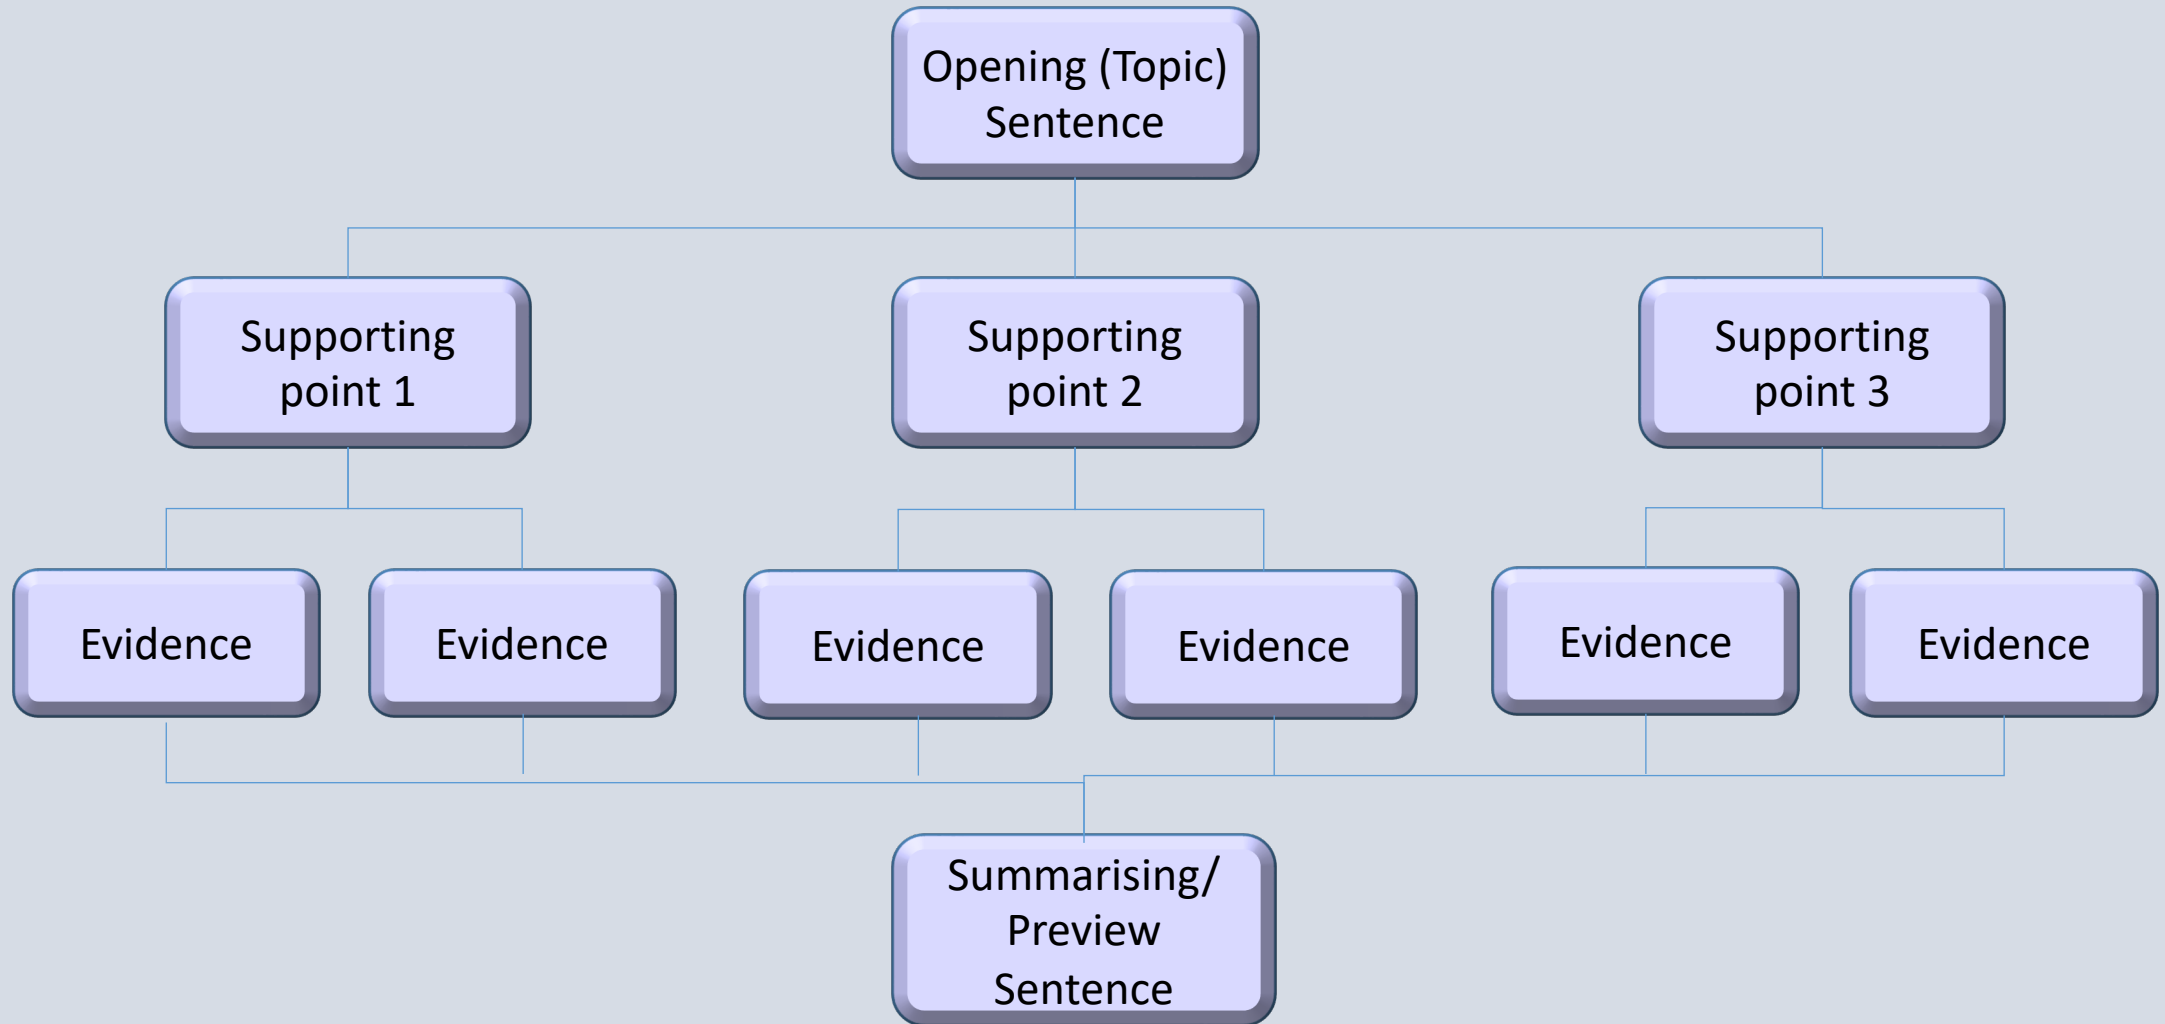 Opening (Topic)
Sentence
Supporting
point 1
Supporting
point 2
Supporting
point 3
Evidence
Evidence
Evidence
Evidence
Evidence
Evidence
Summarising/
Preview
Sentence